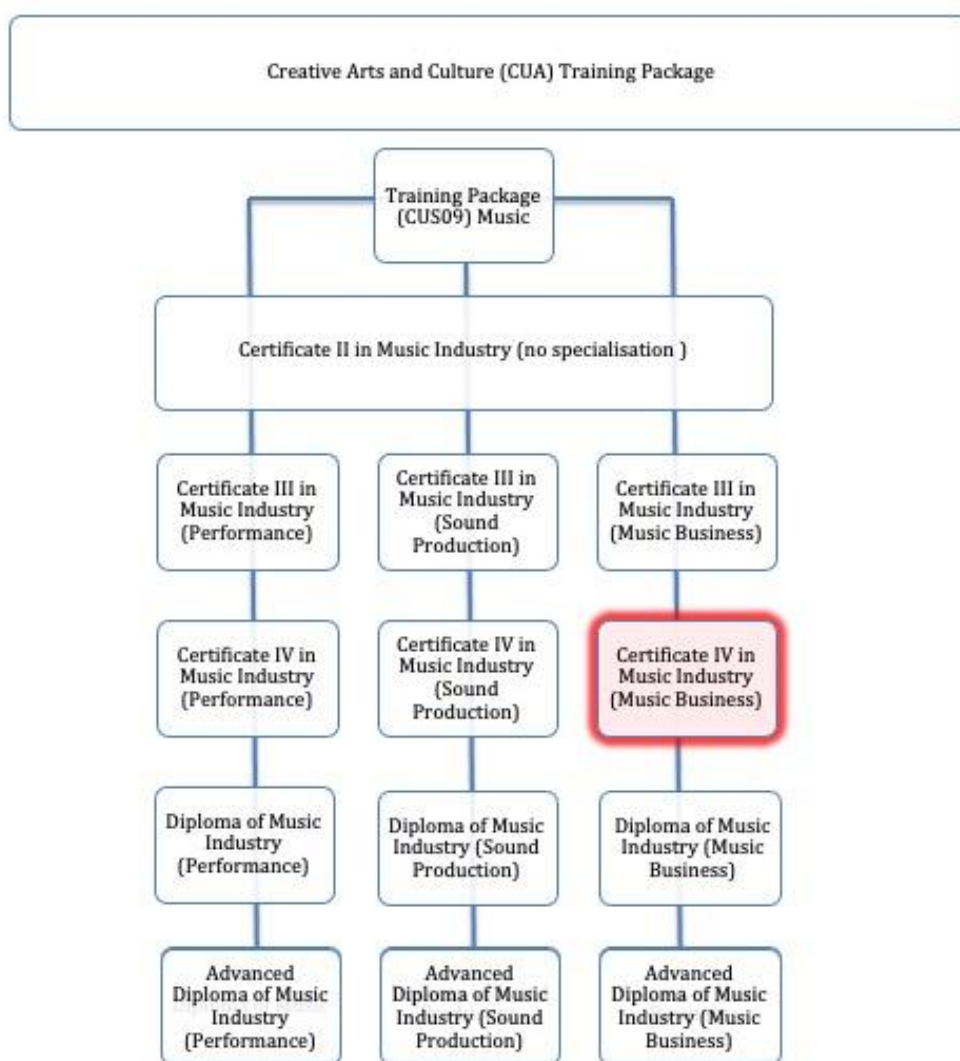 Creative Arts and Culture (CUA) Training Package
Training Package
(CUS09) Music
Certificate II in Music Industry (no specialisation )
Certificate III in
Music Industry
(Performance)
Certificate III in
Music Industry
(Sound
Production)
Certificate III in
Music Industry
(Music Business)
Certificate IV in
Music Industry
(Performance)
Certificate IV in
Music Industry
(Sound
Production)
Certificate IV in
Music Industry
(Music Business)
Diploma of Music
Industry
(Performance)
Diploma of Music
Industry (Sound
Production)
Diploma of Music
Industry (Music
Business)
Advanced
Diploma of Music
Industry
(Performance)
Advanced
Diploma of Music
Industry (Sound
Production)
Advanced
Diploma of Music
Industry (Music
Business)